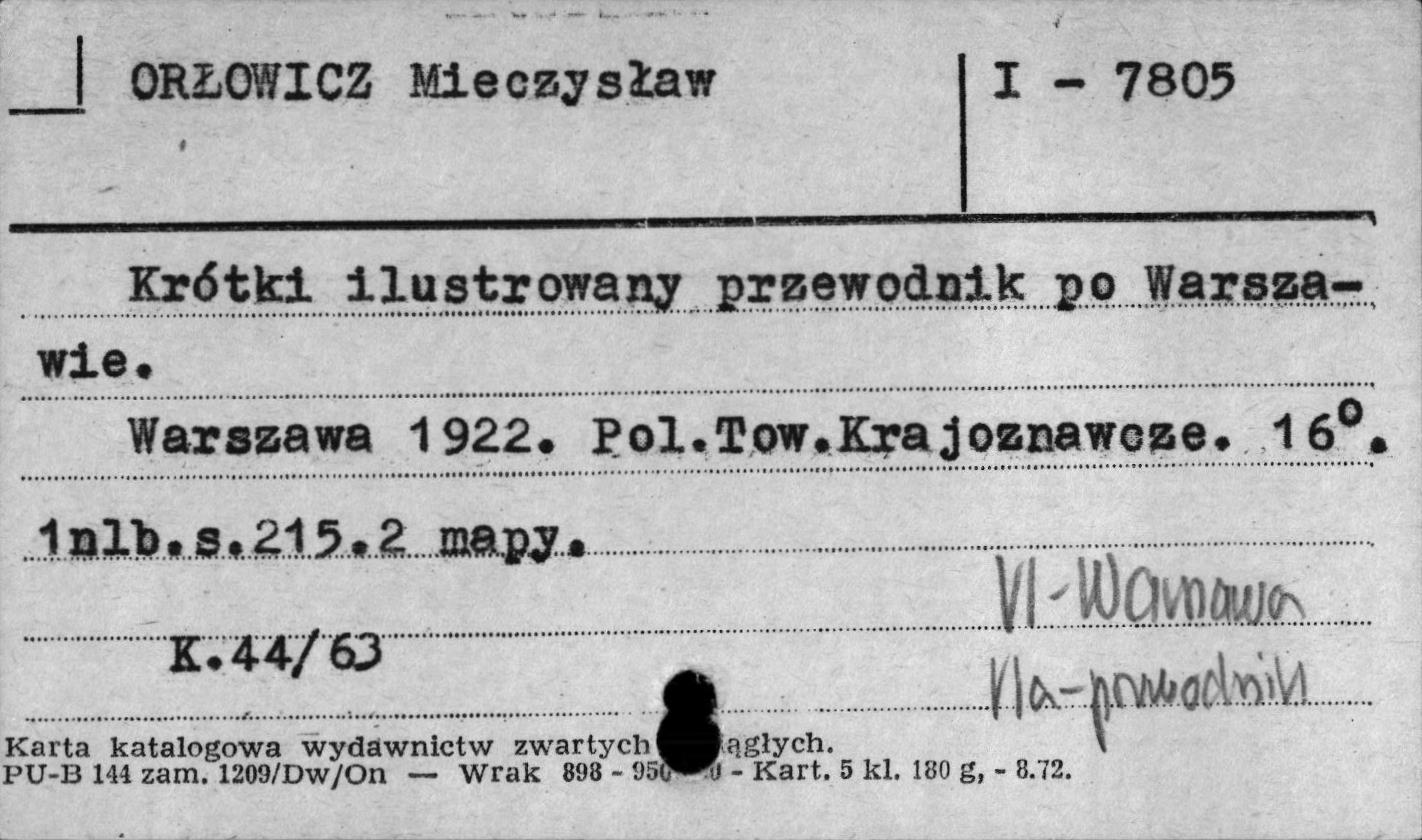 ORŁOWICZ Mieczysław I - 7805
Krótki ilustrowany przewodnik po Warsza-
wie.
Warszawa 1922. Pol.Tow.Krajoznawcze. 16°.
1nlb.s.215.2 mapy.
VI-Warszawa
K.44/63
VIa-przewodnik
Karta katalogowa wydawnictw zwartych ągłych.
PU-B 144 zam. 1209/Dw/On — Wrak 898 - - Kart. 5 kl. 180 g, - 8.72.